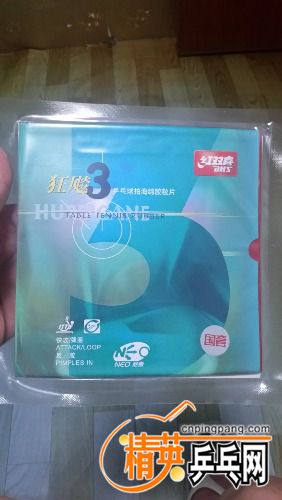 红双喜
DHS
狂飚3 乒乓球拍海绵胶粘片
HURRICANE
TABLE TENNIS RUBBER
快攻/弧圈
ATTACK/LOOP
反 胶
PIMPLES IN
NEO
国套
cnpingpang.com
精英乒乓网